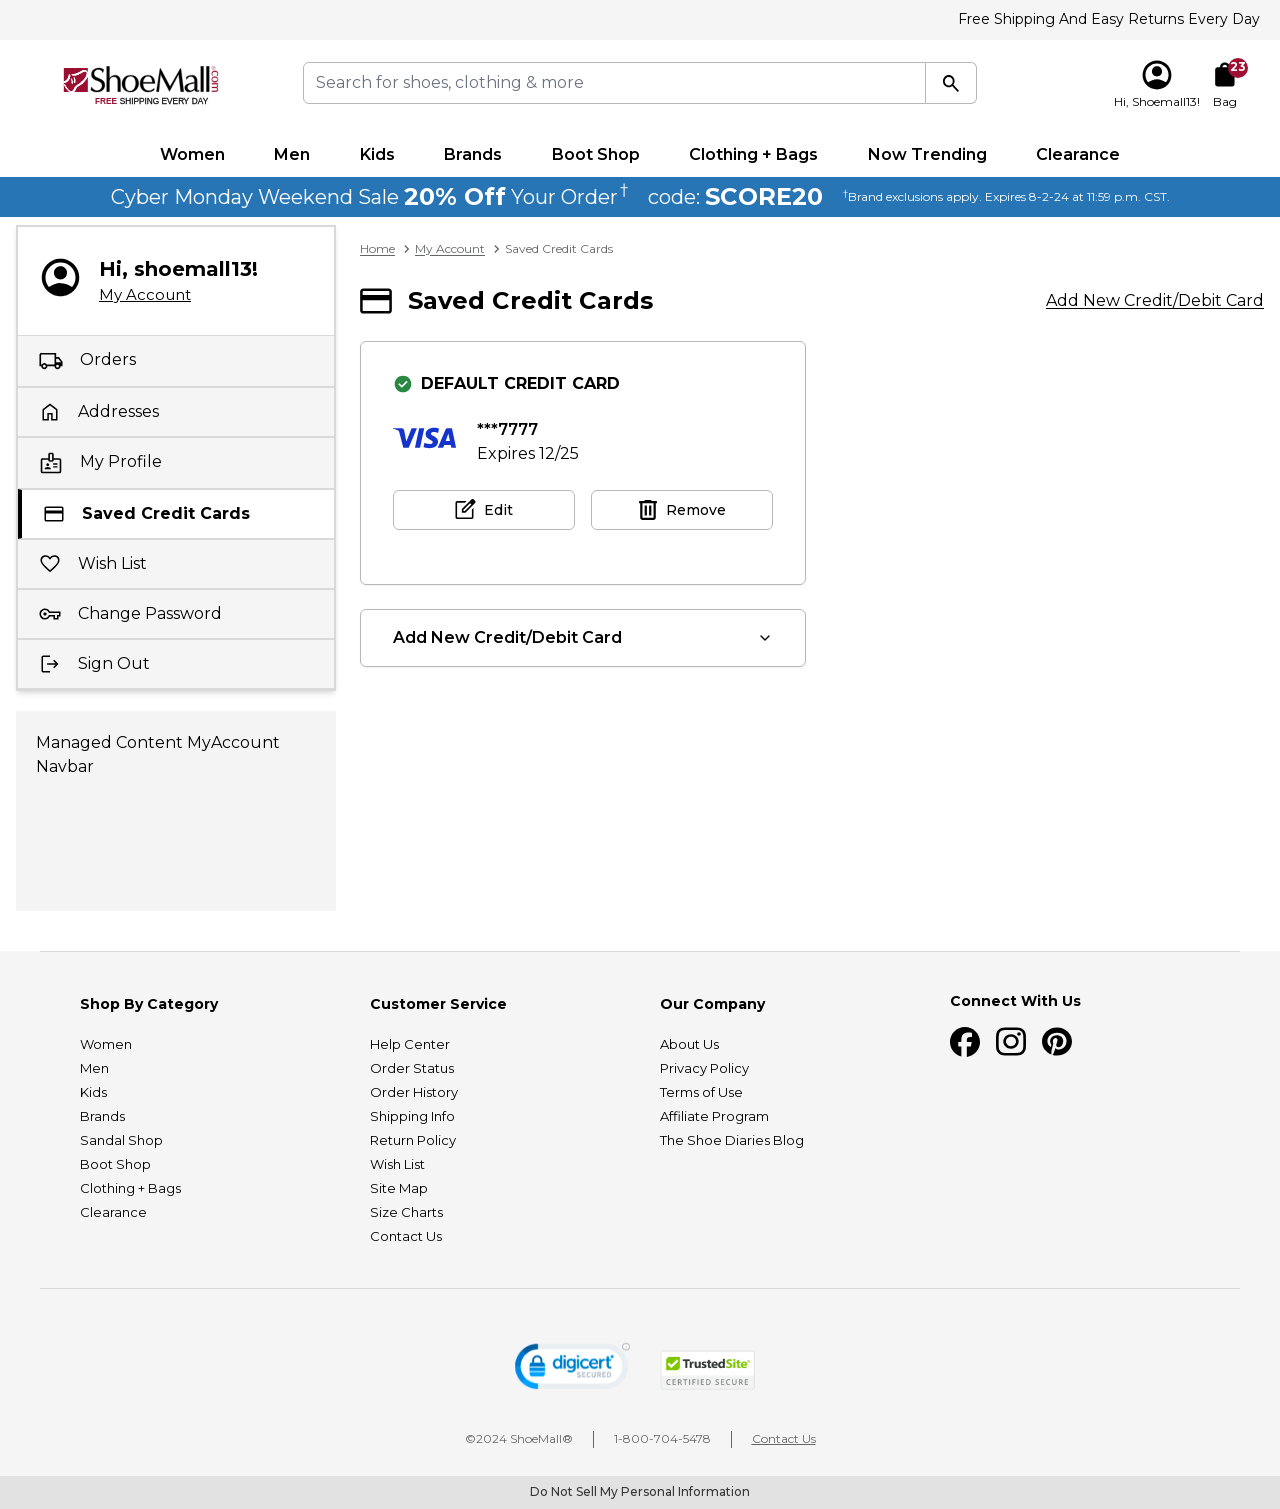 Free Shipping And Easy Returns Every Day
ShoeMall.com
FREE SHIPPING EVERY DAY
Search for shoes, clothing & more
Hi, Shoemall13!
23
Bag
Women Men Kids Brands Boot Shop Clothing + Bags Now Trending Clearance
Cyber Monday Weekend Sale 20% Off Your Order† code: SCORE20 †Brand exclusions apply. Expires 8-2-24 at 11:59 p.m. CST.
Hi, shoemall13!
My Account
Orders
Addresses
My Profile
Saved Credit Cards
Wish List
Change Password
Sign Out
Managed Content MyAccount
Navbar
Home > My Account > Saved Credit Cards
Saved Credit Cards
Add New Credit/Debit Card
DEFAULT CREDIT CARD
VISA
***7777
Expires 12/25
Edit
Remove
Add New Credit/Debit Card
Shop By Category
Women
Men
Kids
Brands
Sandal Shop
Boot Shop
Clothing + Bags
Clearance
Customer Service
Help Center
Order Status
Order History
Shipping Info
Return Policy
Wish List
Site Map
Size Charts
Contact Us
Our Company
About Us
Privacy Policy
Terms of Use
Affiliate Program
The Shoe Diaries Blog
Connect With Us
digicert
SECURED
TrustedSite
CERTIFIED SECURE
©2024 ShoeMall® | 1-800-704-5478 | Contact Us
Do Not Sell My Personal Information